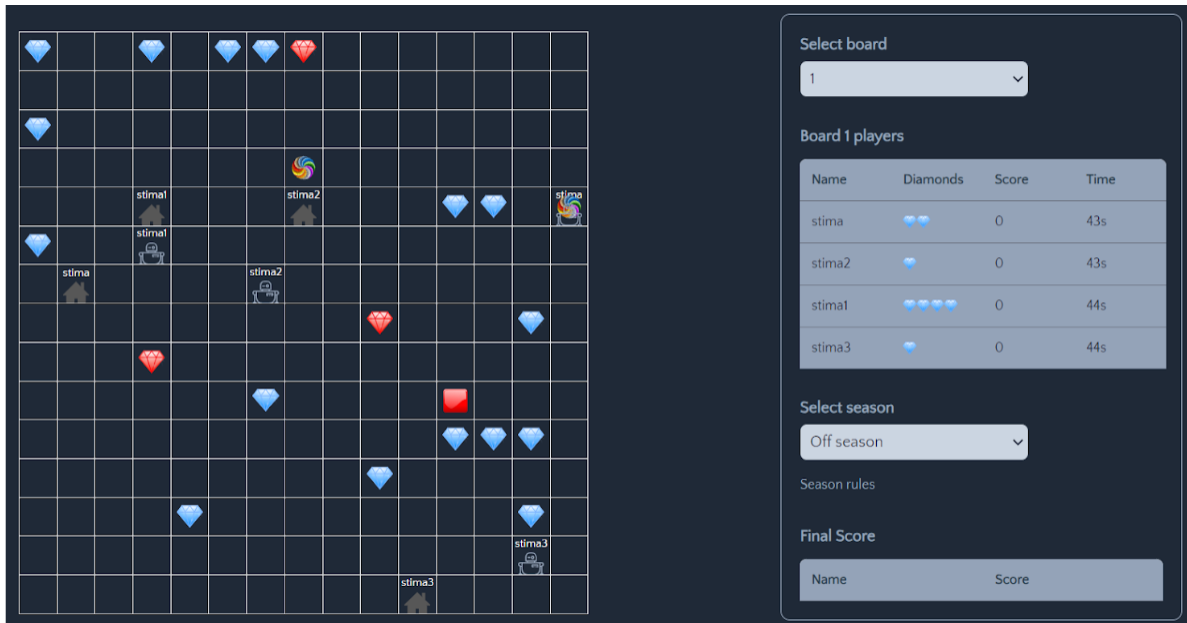 stima1
stima2
stima
stima1
stima
stima2
stima3
stima3
Select board
1
Board 1 players
Name Diamonds Score Time
stima 0 43s
stima2 0 43s
stima1 0 44s
stima3 0 44s
Select season
Off season
Season rules
Final Score
Name Score